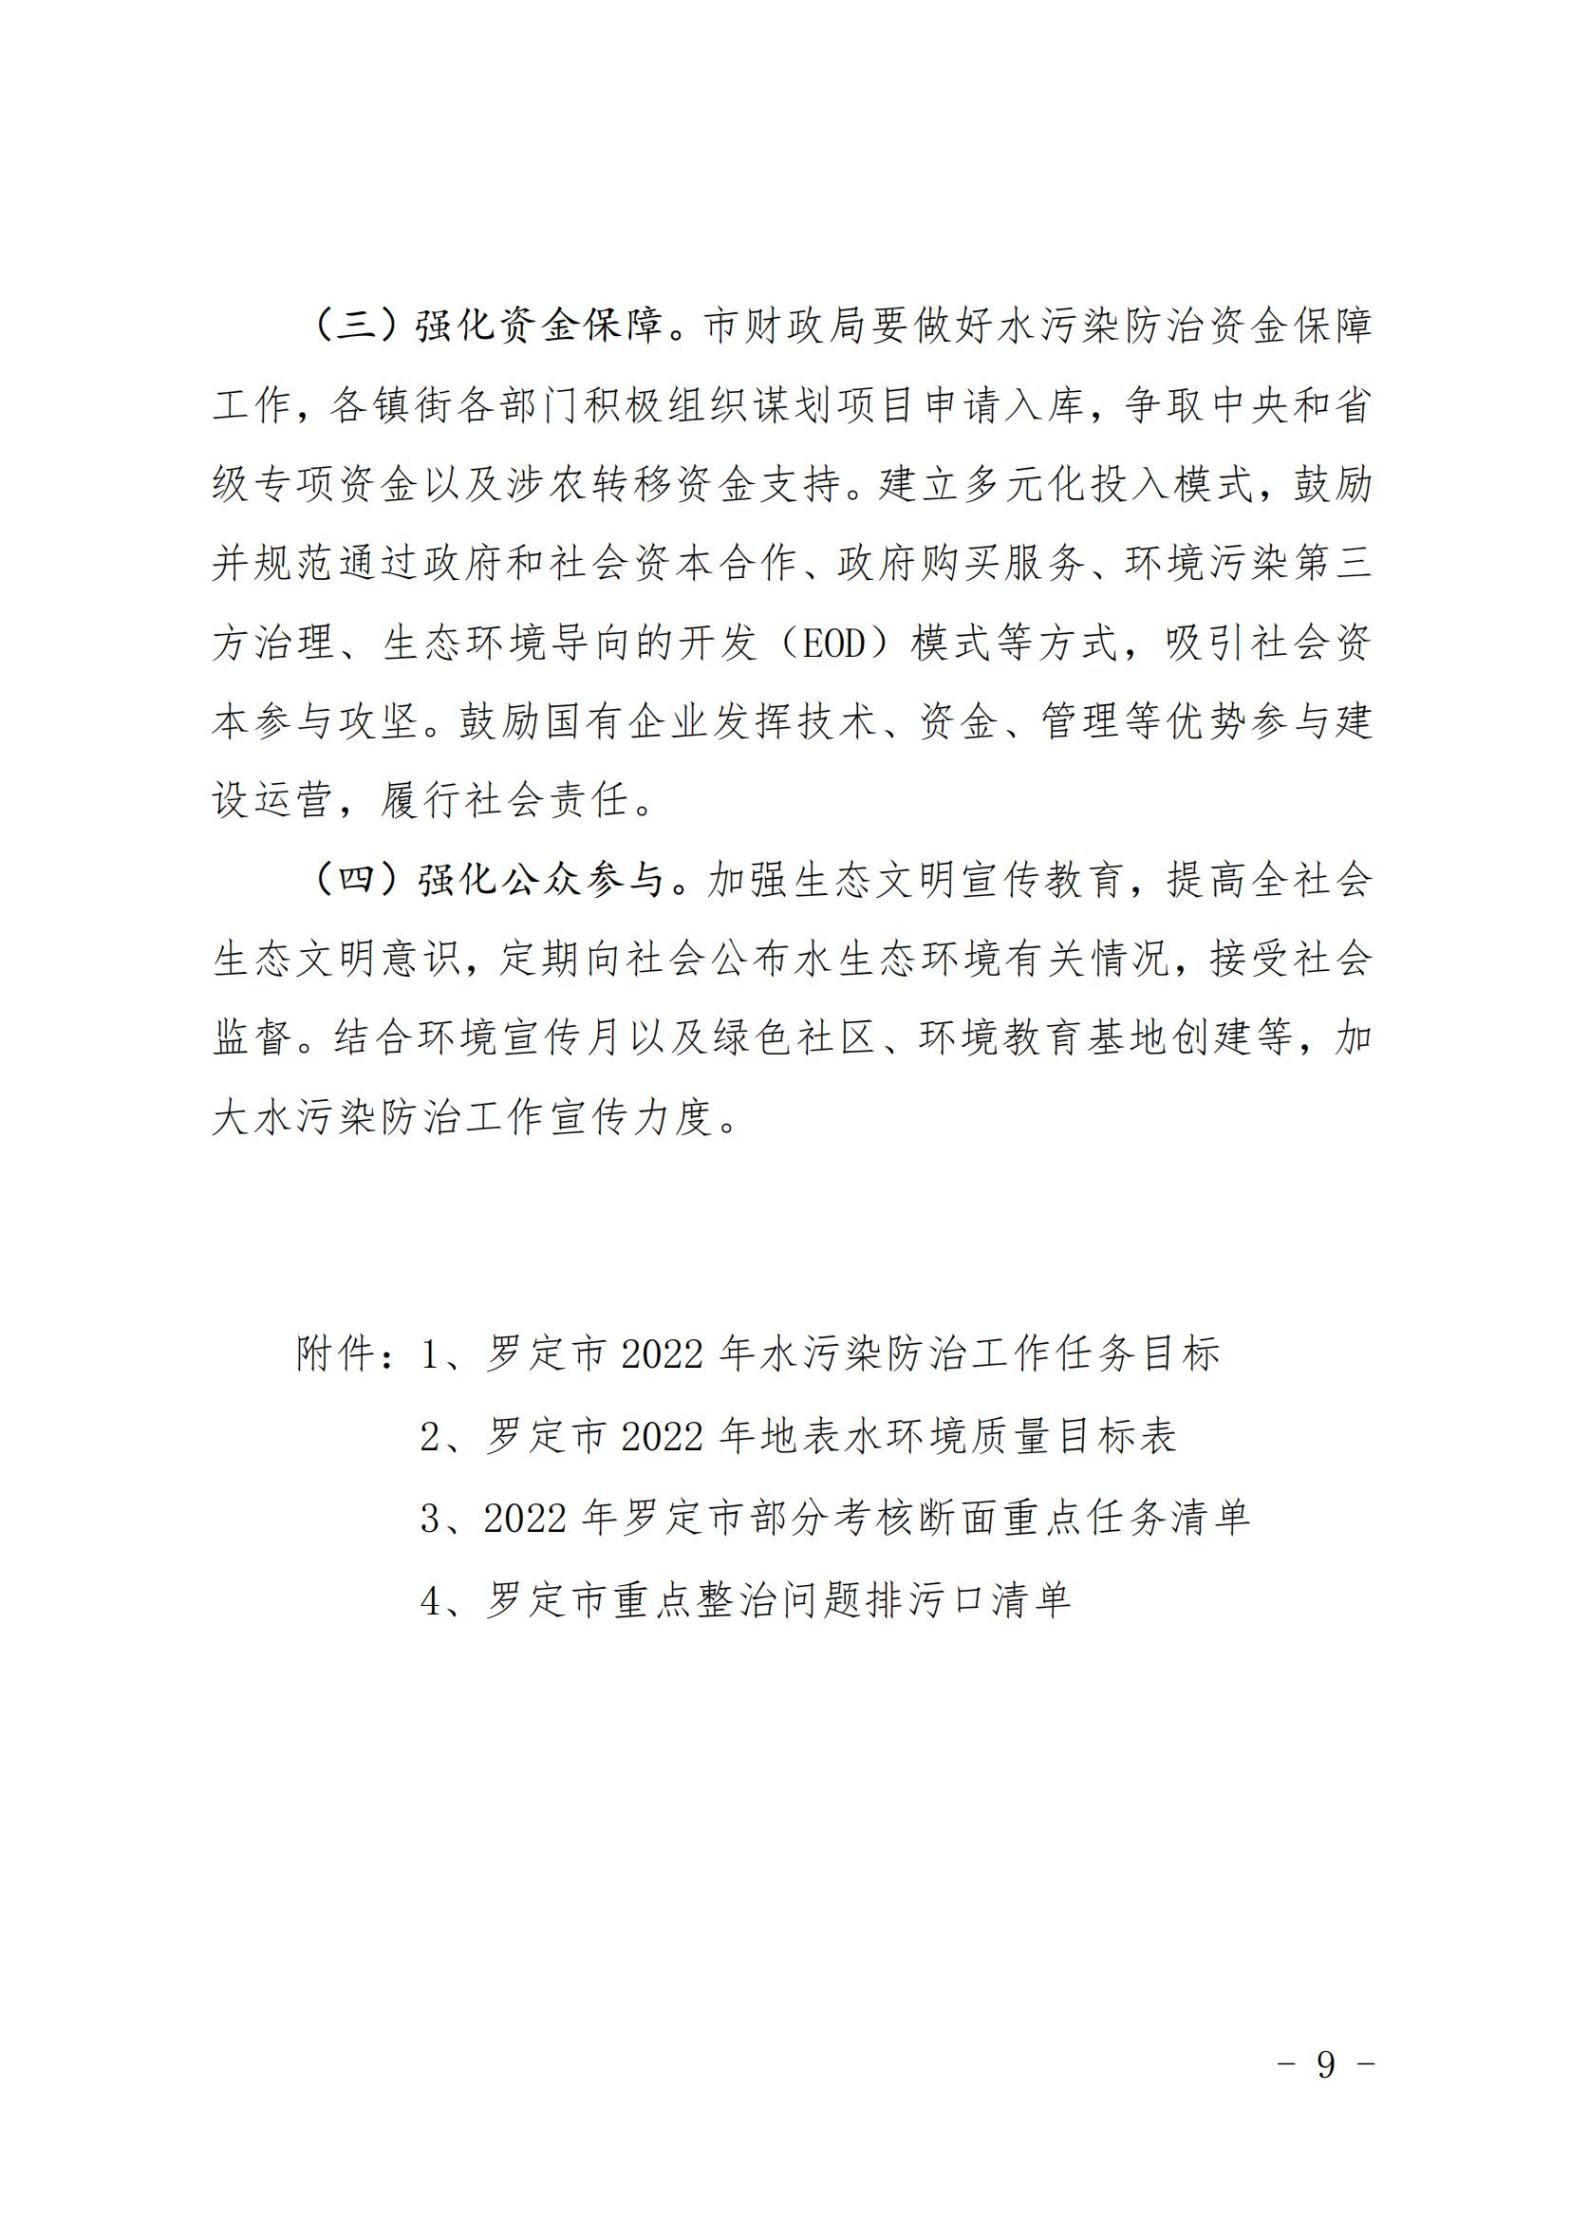 （三）强化资金保障。市财政局要做好水污染防治资金保障
工作，各镇街各部门积极组织谋划项目申请入库，争取中央和省
级专项资金以及涉农转移资金支持。建立多元化投入模式，鼓励
并规范通过政府和社会资本合作、政府购买服务、环境污染第三
方治理、生态环境导向的开发（EOD）模式等方式，吸引社会资
本参与攻坚。鼓励国有企业发挥技术、资金、管理等优势参与建
设运营，履行社会责任。
（四）强化公众参与。加强生态文明宣传教育，提高全社会
生态文明意识，定期向社会公布水生态环境有关情况，接受社会
监督。结合环境宣传月以及绿色社区、环境教育基地创建等，加
大水污染防治工作宣传力度。
附件：1、罗定市 2022 年水污染防治工作任务目标
2、罗定市 2022 年地表水环境质量目标表
3、2022 年罗定市部分考核断面重点任务清单
4、罗定市重点整治问题排污口清单
- 9 -